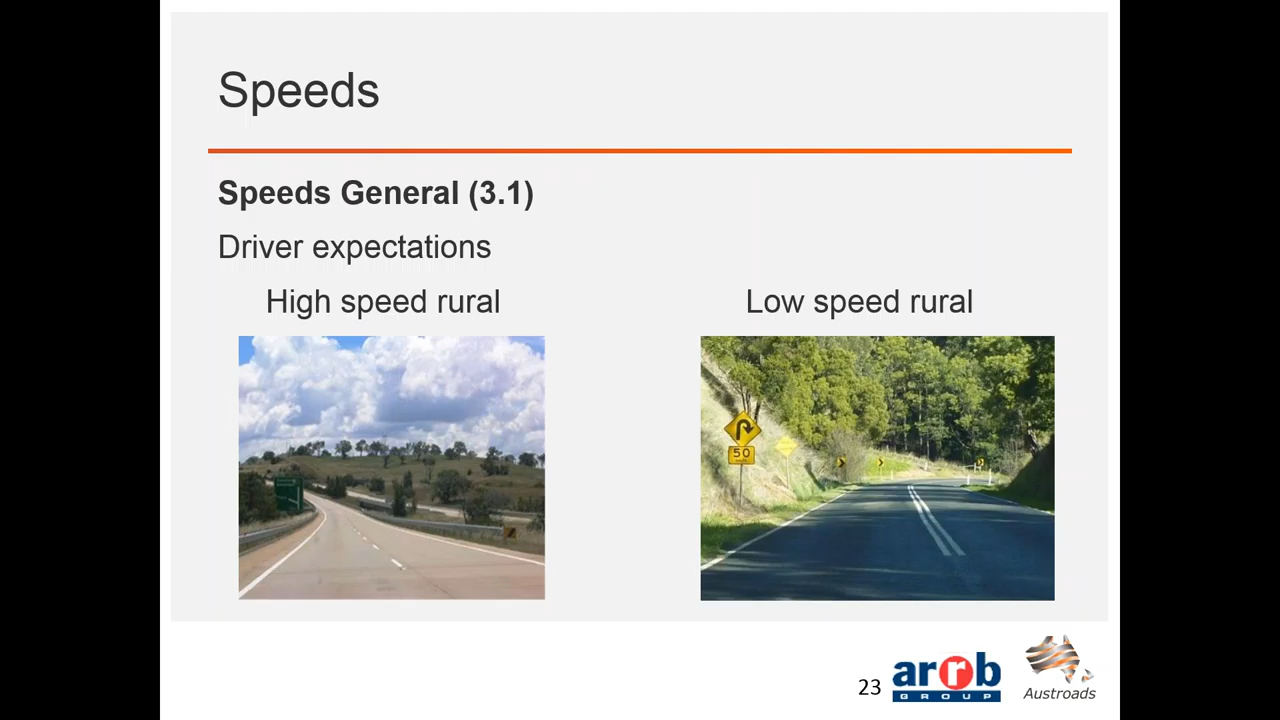 Speeds
Speeds General (3.1)
Driver expectations
High speed rural
Low speed rural
50
23
arrb
GROUP
Austroads